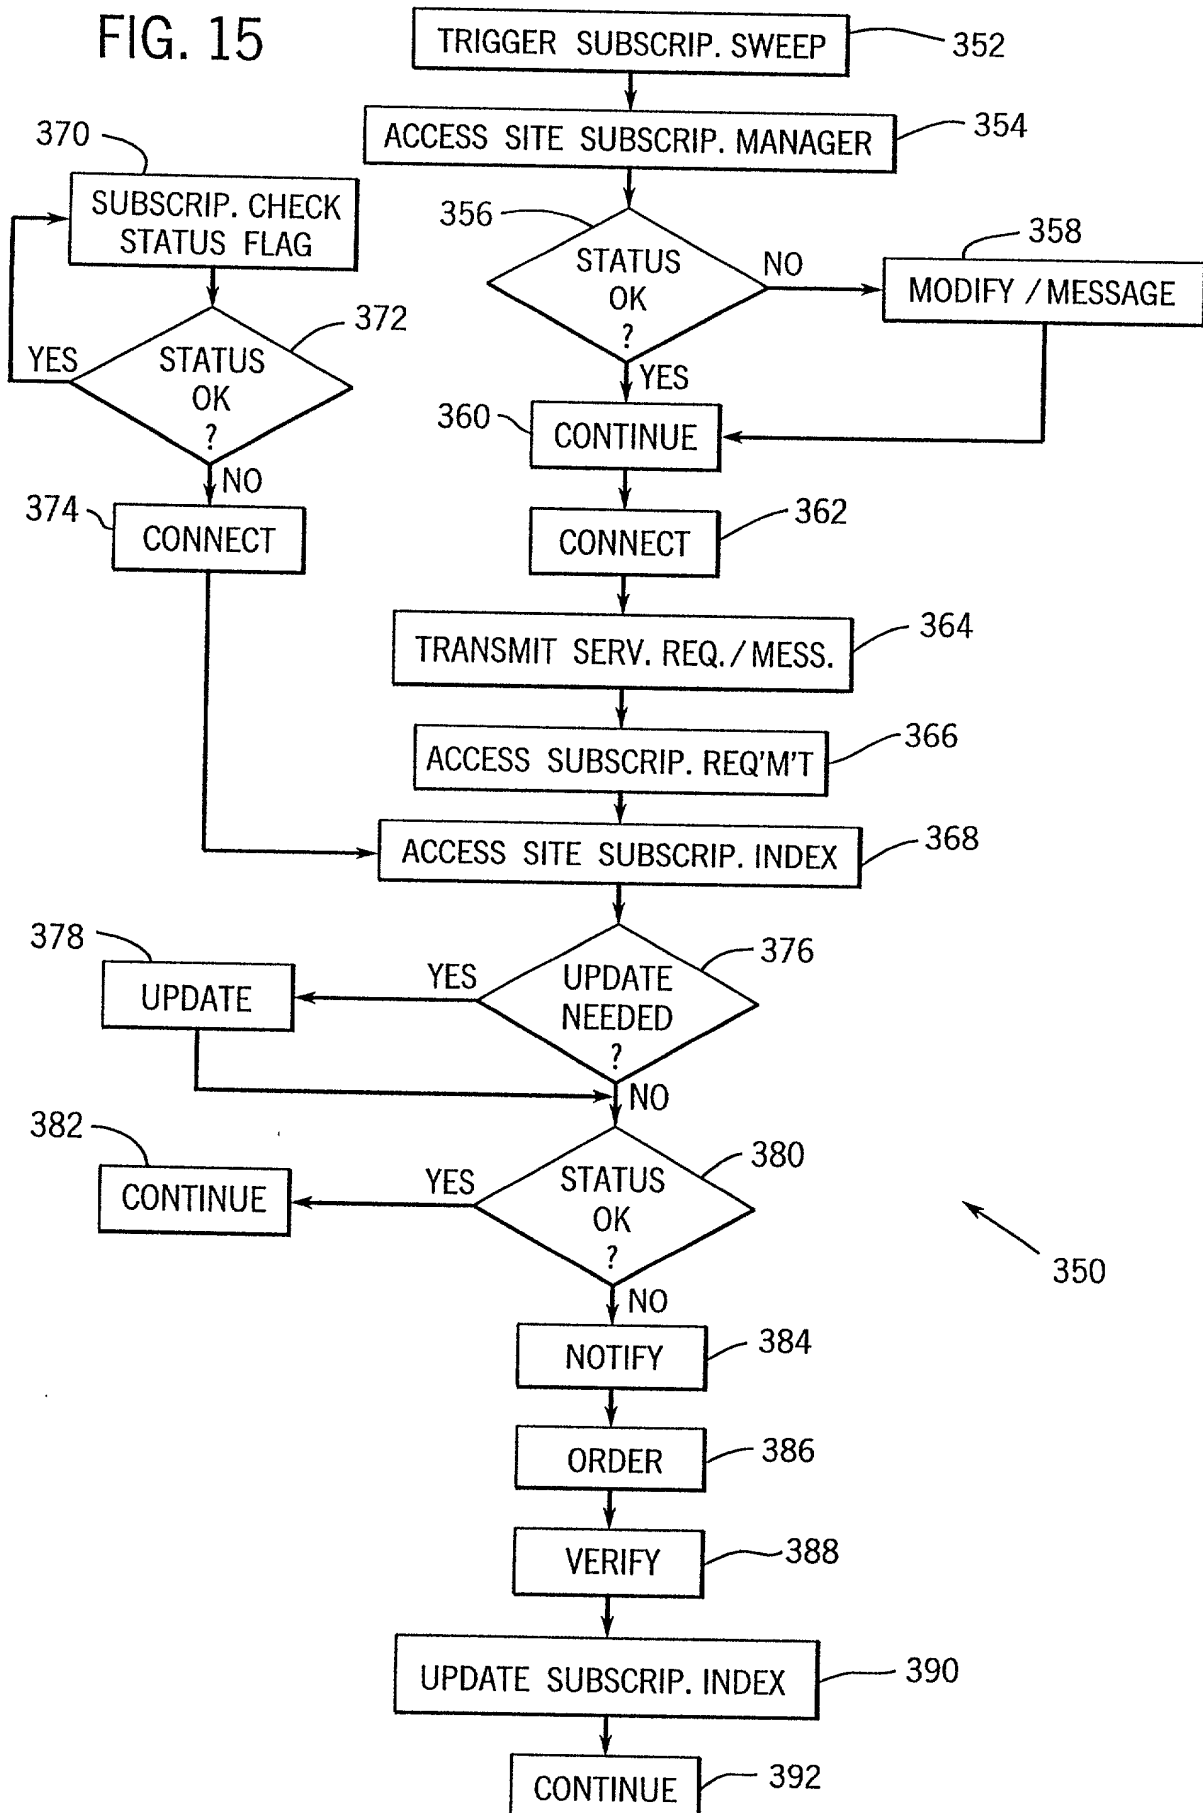 FIG. 15
TRIGGER SUBSCRIP. SWEEP
352
ACCESS SITE SUBSCRIP. MANAGER
354
370
SUBSCRIP. CHECK
STATUS FLAG
356
STATUS
OK
?
NO
358
MODIFY / MESSAGE
YES
372
STATUS
OK
?
YES
NO
360
CONTINUE
374
CONNECT
362
CONNECT
364
TRANSMIT SERV. REQ. / MESS.
366
ACCESS SUBSCRIP. REQ'M'T
368
ACCESS SITE SUBSCRIP. INDEX
378
UPDATE
YES
376
UPDATE
NEEDED
?
NO
382
CONTINUE
YES
380
STATUS
OK
?
NO
350
NOTIFY
384
ORDER
386
VERIFY
388
UPDATE SUBSCRIP. INDEX
390
CONTINUE
392